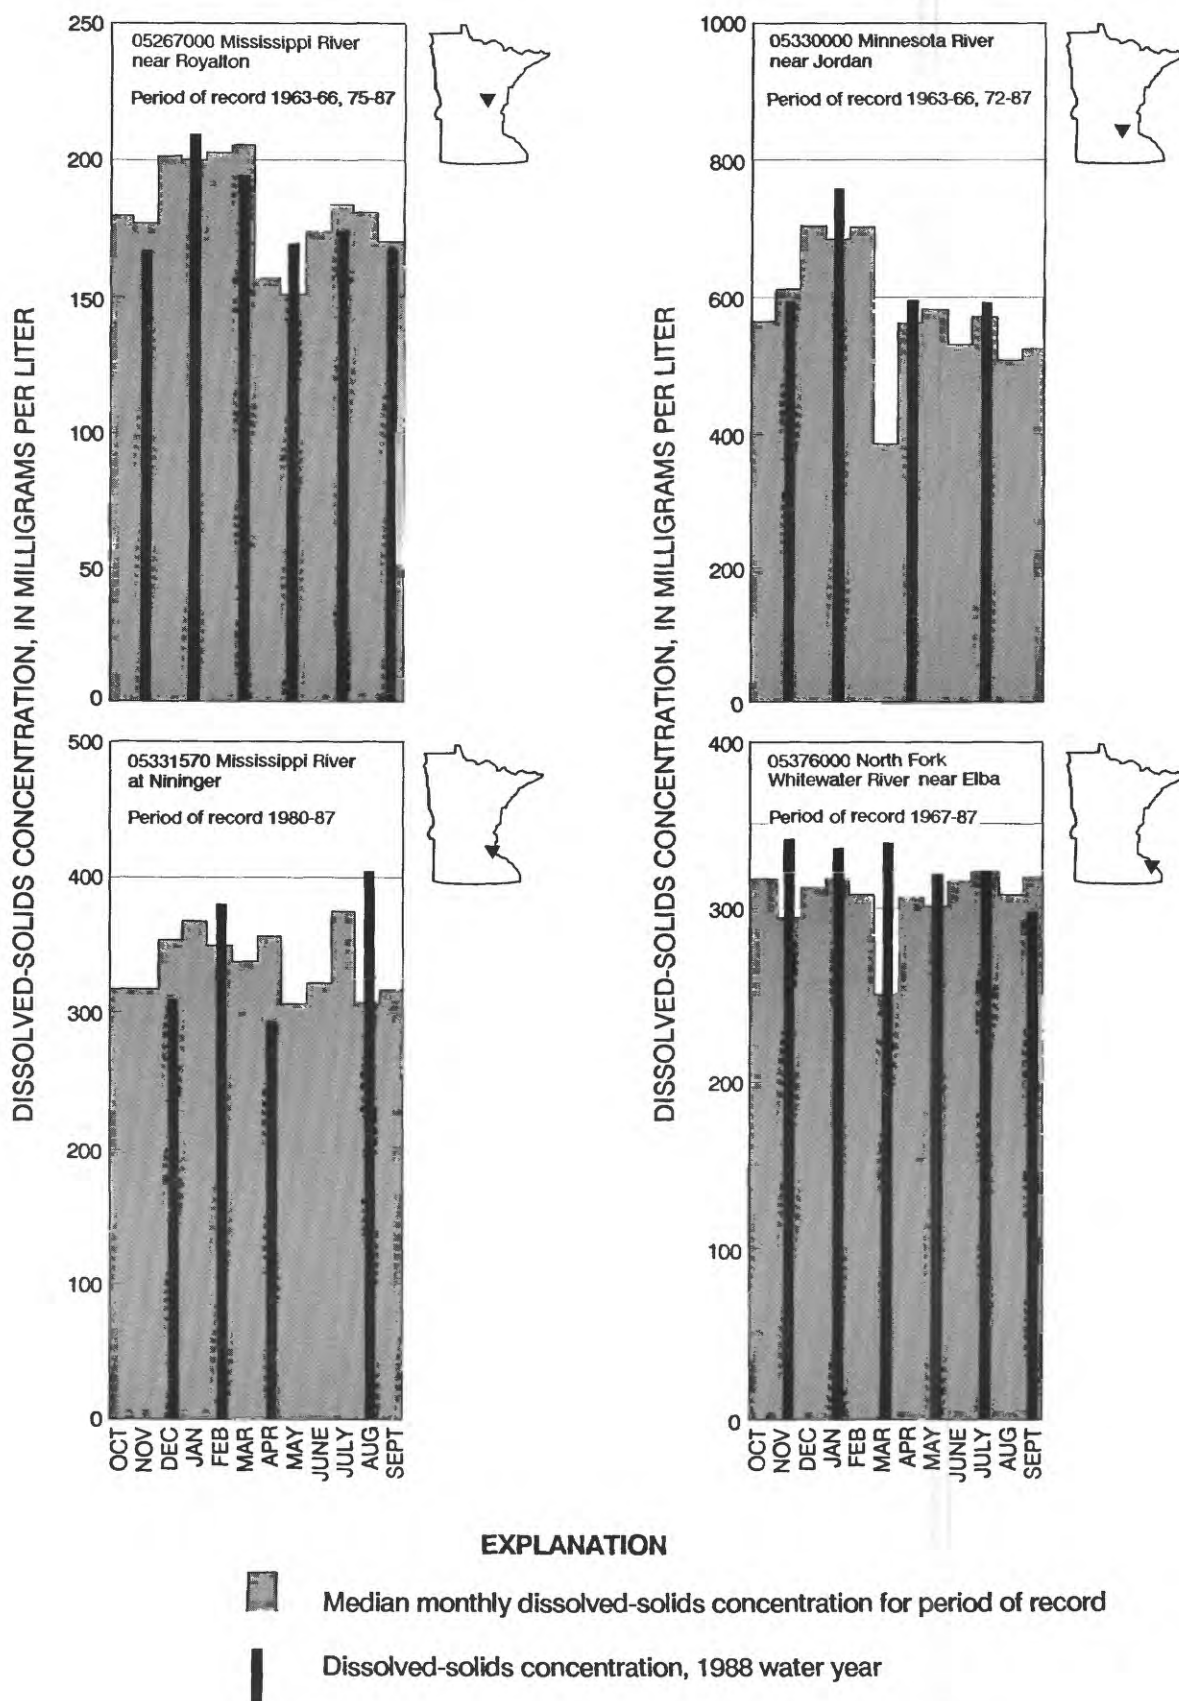 DISSOLVED-SOLIDS CONCENTRATION, IN MILLIGRAMS PER LITER
250
200
150
100
50
0
05267000 Mississippi River
near Royalton
Period of record 1963-66, 75-87
DISSOLVED-SOLIDS CONCENTRATION, IN MILLIGRAMS PER LITER
1000
800
600
400
200
0
05330000 Minnesota River
near Jordan
Period of record 1963-66, 72-87
500
400
300
200
100
0
05331570 Mississippi River
at Nininger
Period of record 1980-87
OCT
NOV
DEC
JAN
FEB
MAR
APR
MAY
JUNE
JULY
AUG
SEPT
400
300
200
100
0
05376000 North Fork
Whitewater River near Elba
Period of record 1967-87
OCT
NOV
DEC
JAN
FEB
MAR
APR
MAY
JUNE
JULY
AUG
SEPT
EXPLANATION
Median monthly dissolved-solids concentration for period of record
Dissolved-solids concentration, 1988 water year